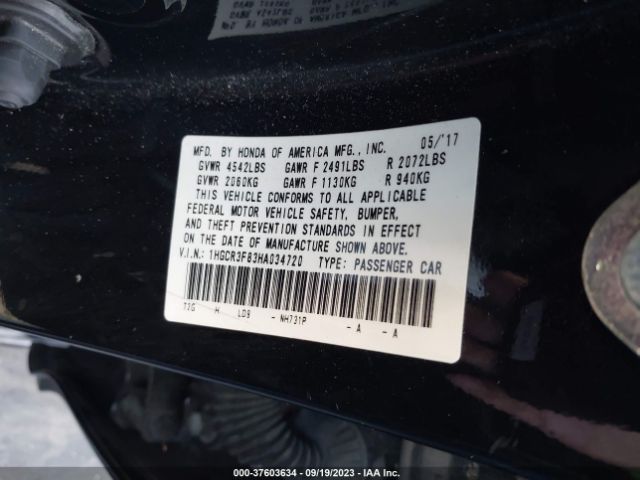 MFD. BY HONDA OF AMERICA MFG., INC. 05/'17
GVWR 4542LBS GAWR F 2491LBS R 2072LBS
GVWR 2060KG GAWR F 1130KG R 940KG
THIS VEHICLE CONFORMS TO ALL APPLICABLE
FEDERAL MOTOR VEHICLE SAFETY, BUMPER,
AND THEFT PREVENTION STANDARDS IN EFFECT
ON THE DATE OF MANUFACTURE SHOWN ABOVE.
V.I.N.: 1HGCR3F83HA034720 TYPE: PASSENGER CAR
T2G H LD9 - NH731P - A - A
000-37603634 - 09/19/2023 - IAA Inc.